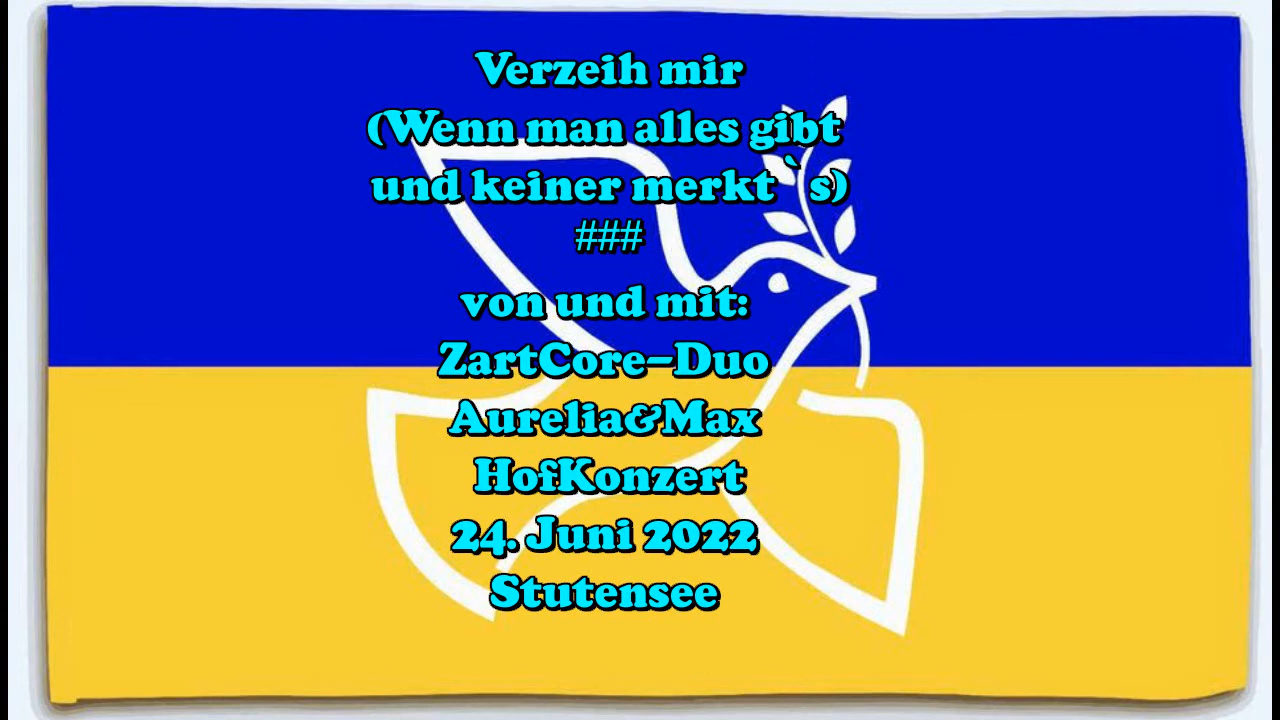 Verzeih mir
(Wenn man alles gibt
und keiner merkt`s)
###
von und mit:
ZartCore-Duo
Aurelia&Max
HofKonzert
24. Juni 2022
Stutensee